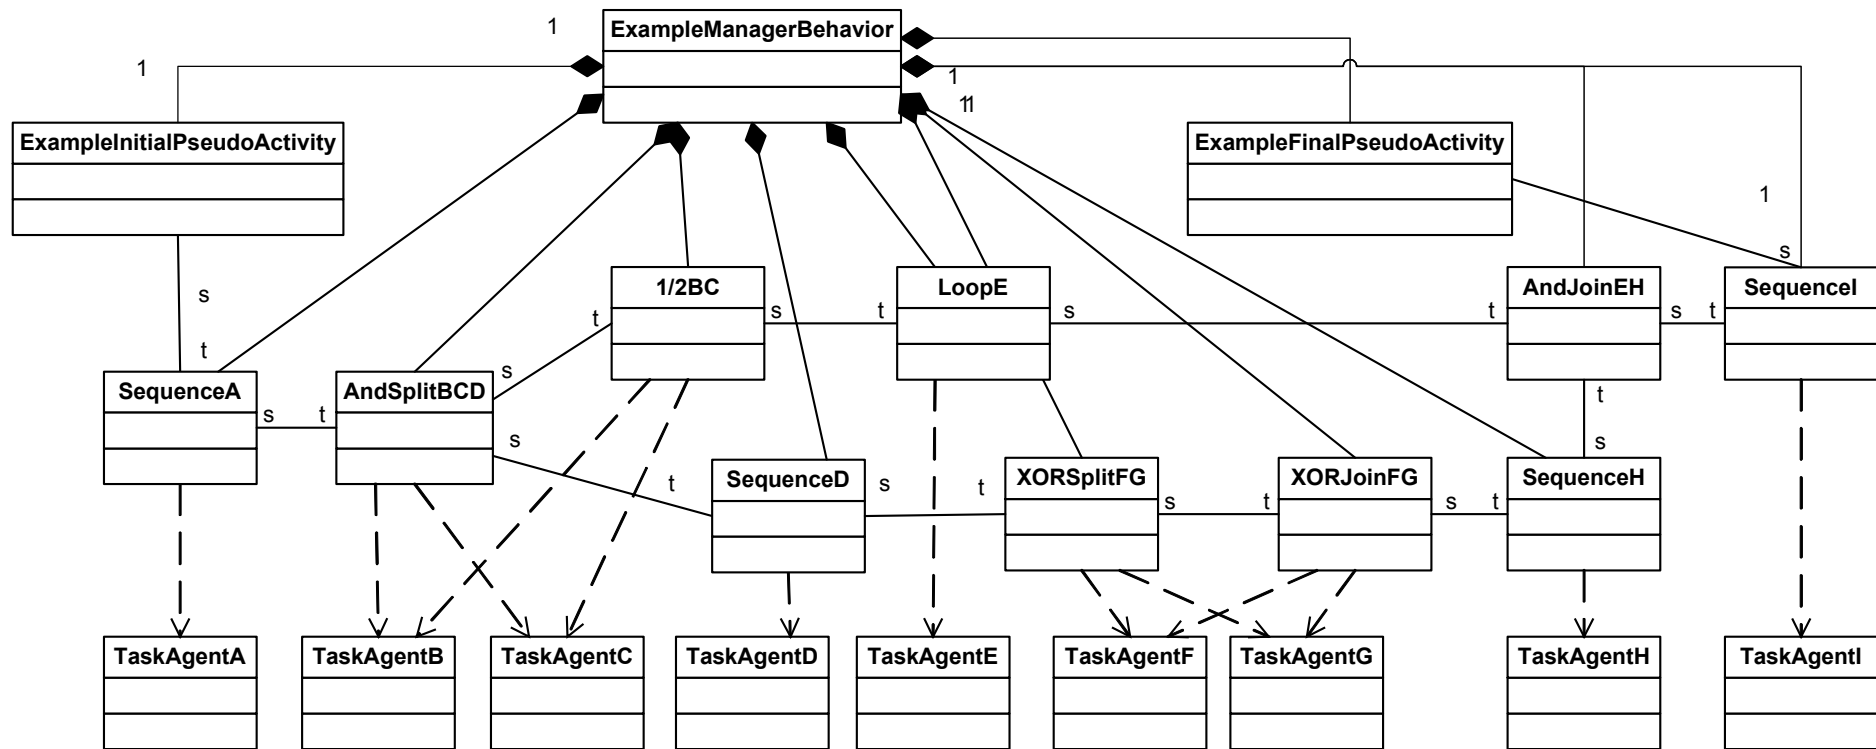 1
ExampleManagerBehavior
1
1
11
ExampleInitialPseudoActivity
ExampleFinalPseudoActivity
1
s
s
1/2BC
LoopE
AndJoinEH
SequenceI
t
s
t
s
t
s
t
t
s
SequenceA
AndSplitBCD
s
t
t
s
s
SequenceD
t
s
t
XORSplitFG
s
t
XORJoinFG
s
t
SequenceH
TaskAgentA
TaskAgentB
TaskAgentC
TaskAgentD
TaskAgentE
TaskAgentF
TaskAgentG
TaskAgentH
TaskAgentI